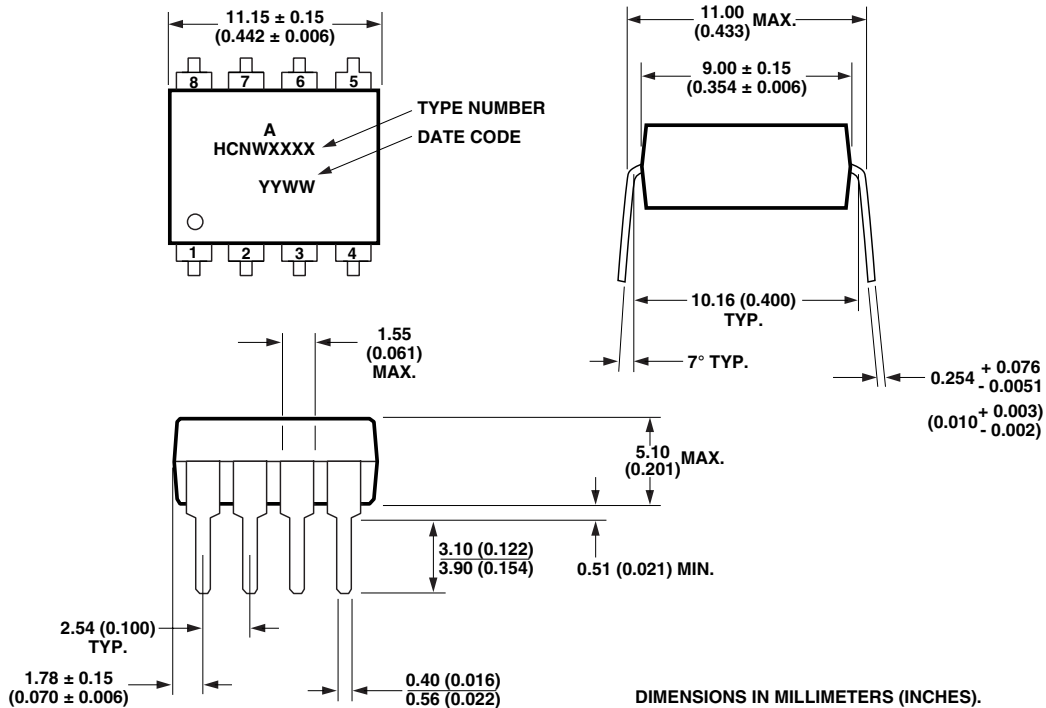 11.15 ± 0.15
(0.442 ± 0.006)
8 7 6 5
A
HCNWXXXX
YYWW
1 2 3 4
TYPE NUMBER
DATE CODE
11.00
(0.433)
MAX.
9.00 ± 0.15
(0.354 ± 0.006)
10.16 (0.400)
TYP.
7° TYP.
0.254 + 0.076
- 0.0051
(0.010 + 0.003)
- 0.002)
1.55
(0.061)
MAX.
5.10
(0.201)
MAX.
3.10 (0.122)
3.90 (0.154)
0.51 (0.021) MIN.
2.54 (0.100)
TYP.
1.78 ± 0.15
(0.070 ± 0.006)
0.40 (0.016)
0.56 (0.022)
DIMENSIONS IN MILLIMETERS (INCHES).